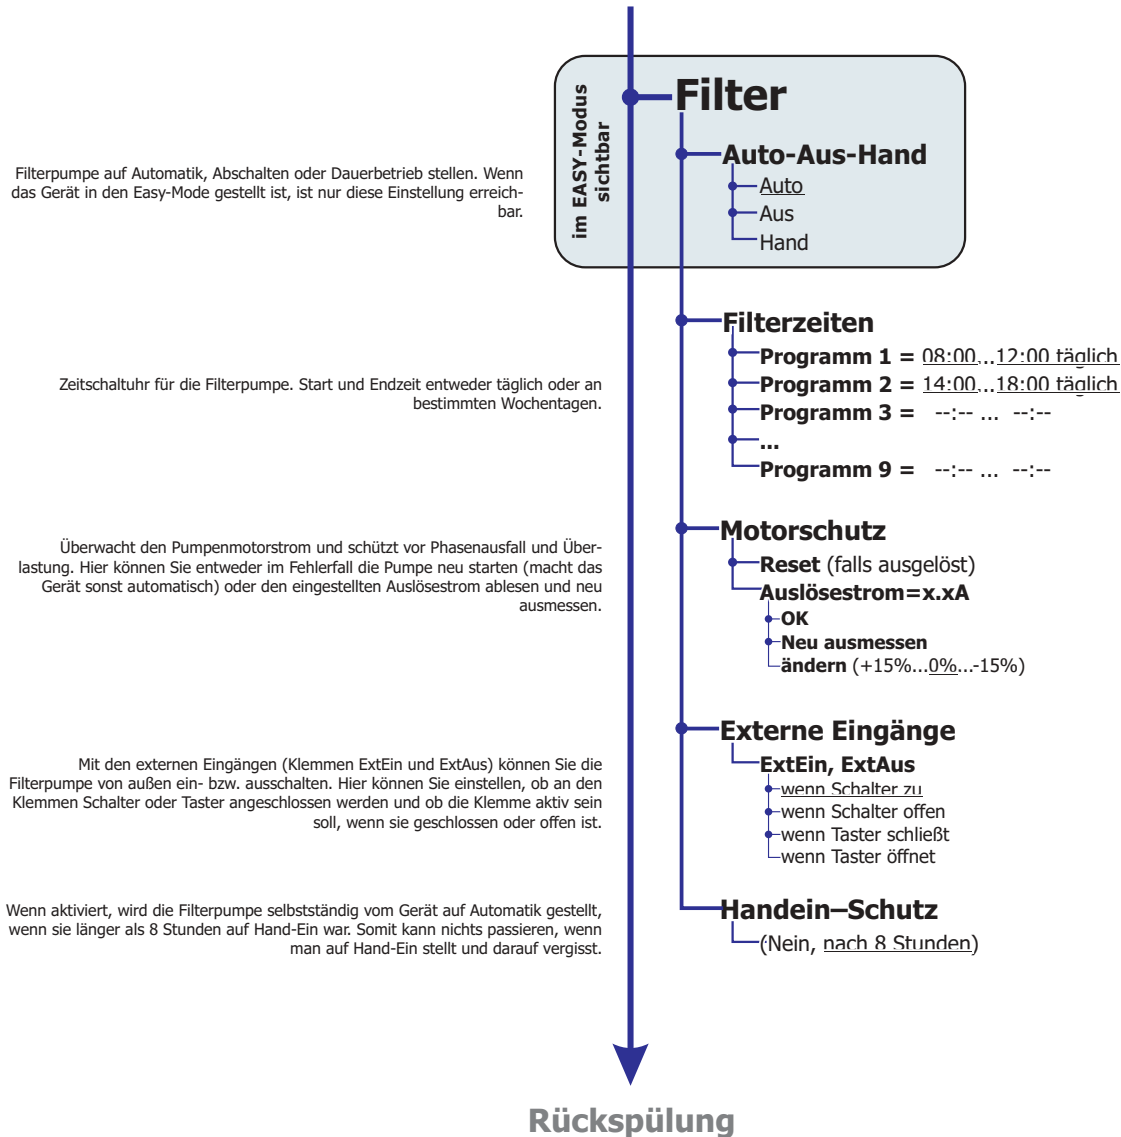 Filter
im EASY-Modus
sichtbar
Auto-Aus-Hand
Auto
Aus
Hand
Filterpumpe auf Automatik, Abschalten oder Dauerbetrieb stellen. Wenn
das Gerät in den Easy-Mode gestellt ist, ist nur diese Einstellung erreich-
bar.
Filterzeiten
Programm 1 = 08:00...12:00 täglich
Programm 2 = 14:00...18:00 täglich
Programm 3 = --:-- ... --:--
...
Programm 9 = --:-- ... --:--
Zeitschaltuhr für die Filterpumpe. Start und Endzeit entweder täglich oder an
bestimmten Wochentagen.
Motorschutz
Reset (falls ausgelöst)
Auslösestrom=x.xA
OK
Neu ausmessen
ändern (+15%...0%...-15%)
Überwacht den Pumpenmotorstrom und schützt vor Phasenausfall und Über-
lastung. Hier können Sie entweder im Fehlerfall die Pumpe neu starten (macht das
Gerät sonst automatisch) oder den eingestellten Auslösestrom ablesen und neu
ausmessen.
Externe Eingänge
ExtEin, ExtAus
wenn Schalter zu
wenn Schalter offen
wenn Taster schließt
wenn Taster öffnet
Mit den externen Eingängen (Klemmen ExtEin und ExtAus) können Sie die
Filterpumpe von außen ein- bzw. ausschalten. Hier können Sie einstellen, ob an den
Klemmen Schalter oder Taster angeschlossen werden und ob die Klemme aktiv sein
soll, wenn sie geschlossen oder offen ist.
Handein–Schutz
(Nein, nach 8 Stunden)
Wenn aktiviert, wird die Filterpumpe selbstständig vom Gerät auf Automatik gestellt,
wenn sie länger als 8 Stunden auf Hand-Ein war. Somit kann nichts passieren, wenn
man auf Hand-Ein stellt und darauf vergisst.
Rückspülung